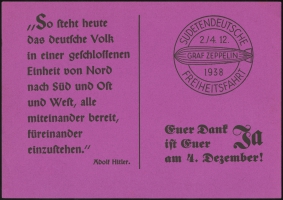 „So steht heute
das deutsche Volk
in einer geschlossenen
Einheit von Nord
nach Süd und Ost
und West, alle
miteinander bereit,
füreinander
einzustehen.“
Adolf Hitler.
SUDETENDEUTSCHE
2./4. 12.
GRAF ZEPPELIN
1938
FREIHEITSFAHRT
Euer Dank
ist Euer Ja
am 4. Dezember!